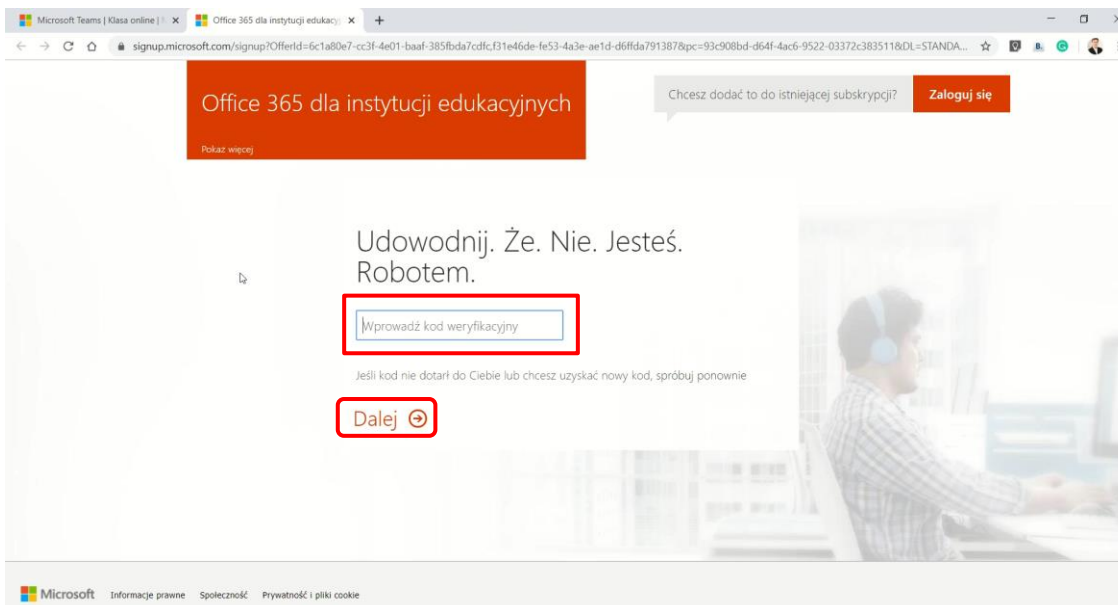 Microsoft Teams | Klasa online |
Office 365 dla instytucji edukacyj
signup.microsoft.com/signup?OfferId=6c1a80e7-cc3f-4e01-baaf-385fbda7cdfc,f31e46de-fe53-4a3e-ae1d-d6ffda791387&pc=93c908bd-d64f-4ac6-9522-03372c383511&DL=STANDA...
Office 365 dla instytucji edukacyjnych
Chcesz dodać to do istniejącej subskrypcji?
Zaloguj się
Pokaż więcej
Udowodnij. Że. Nie. Jesteś.
Robotem.
Wprowadź kod weryfikacyjny
Jeśli kod nie dotarł do Ciebie lub chcesz uzyskać nowy kod, spróbuj ponownie
Dalej
Microsoft Informacje prawne Społeczność Prywatność i pliki cookie